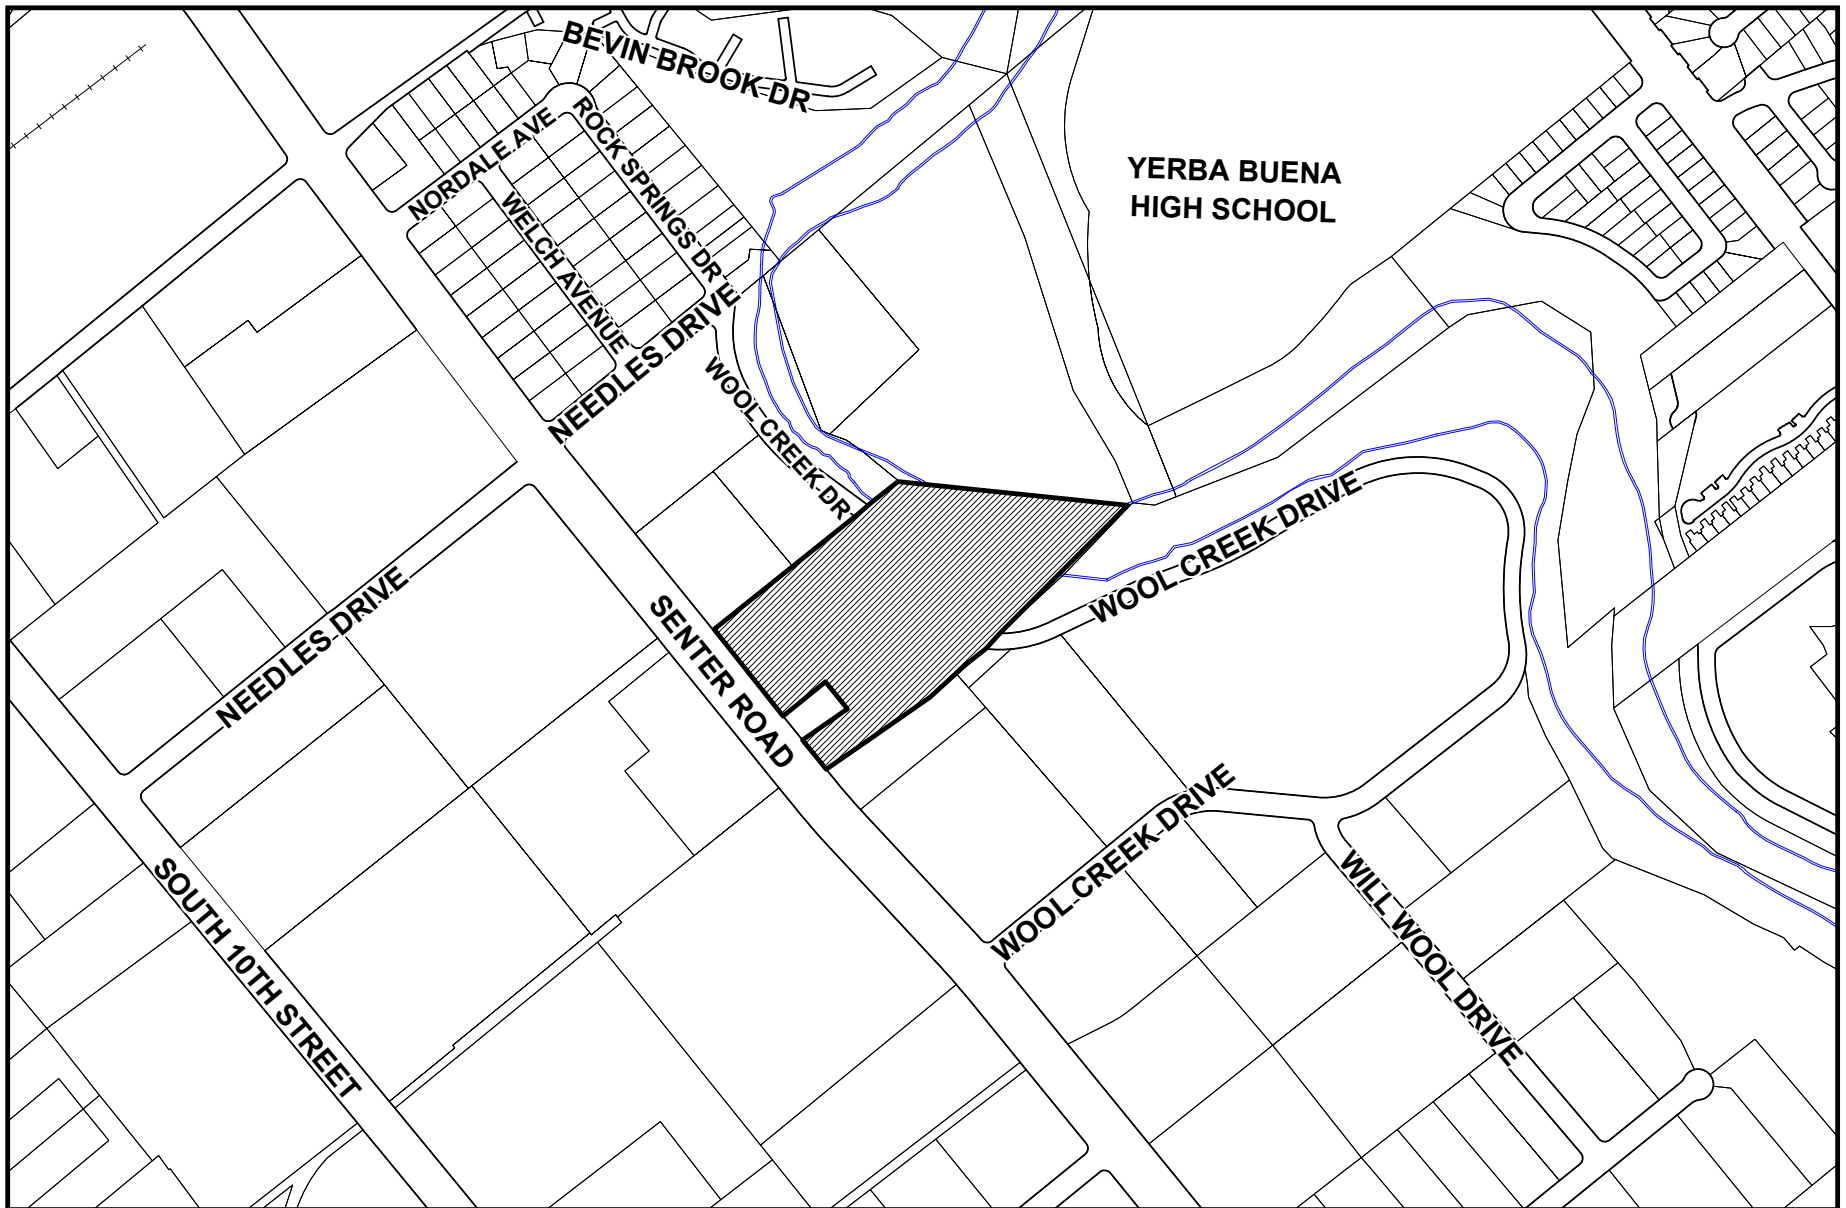 BEVIN BROOK DR
NORDALE AVE
ROCK SPRINGS DR
WELCH AVENUE
YERBA BUENA
HIGH SCHOOL
NEEDLES DRIVE
WOOL CREEK DR
WOOL CREEK DRIVE
NEEDLES DRIVE
SENTER ROAD
WOOL CREEK DRIVE
WILL WOOL DRIVE
SOUTH 10TH STREET